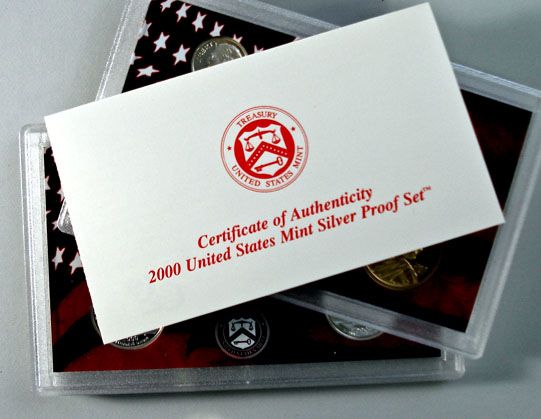 TREASURY
UNITED STATES MINT
Certificate of Authenticity
2000 United States Mint Silver Proof Set™